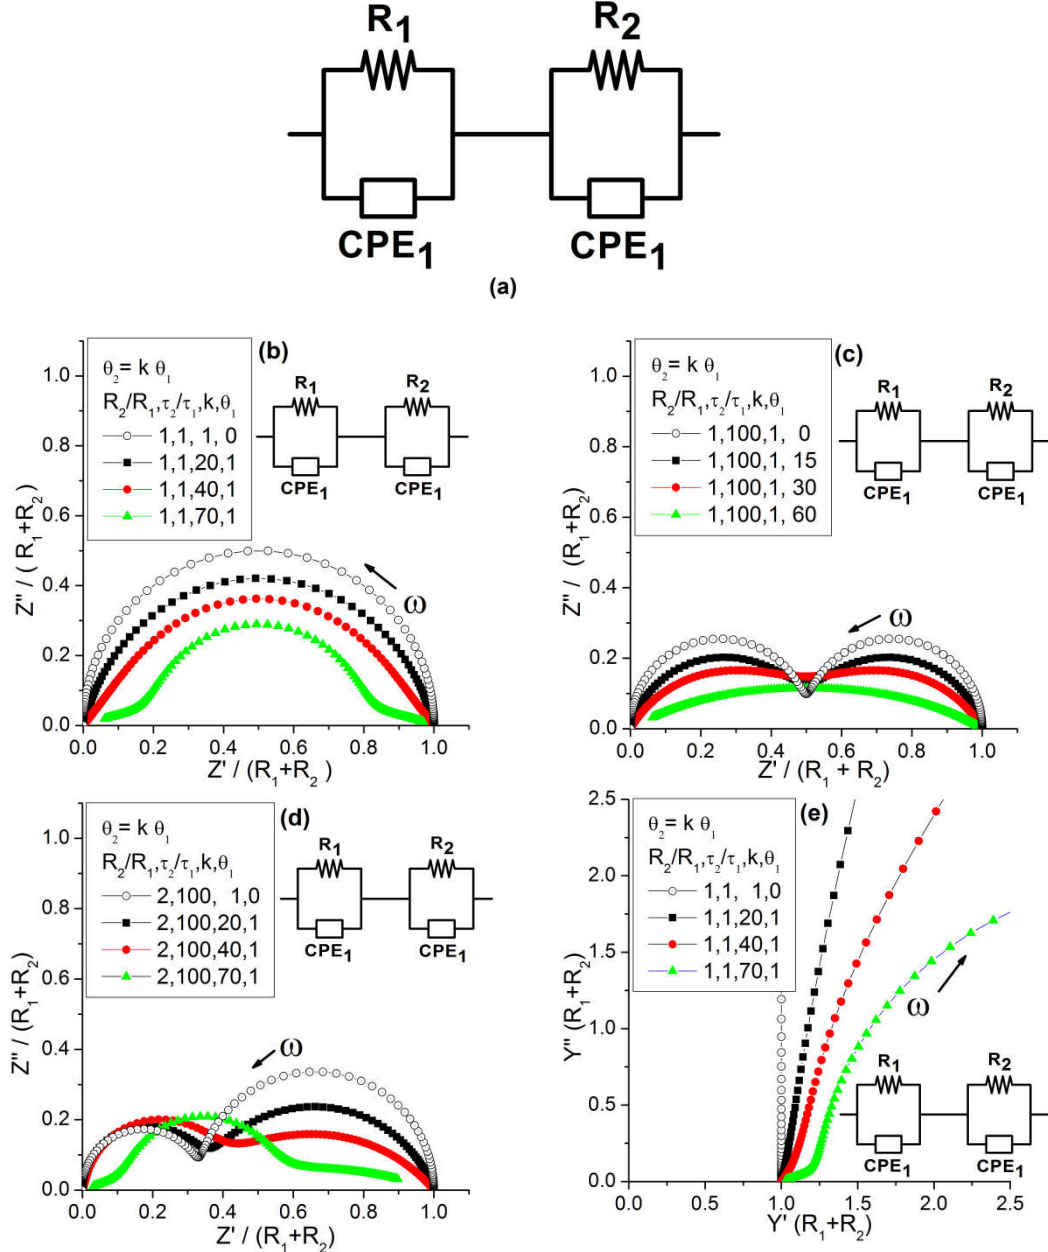 R1 R2
CPE1 CPE1
(a)
(b)
θ2= k θ1
R2/R1,τ2/τ1,k,θ1
1,1, 1, 0
1,1,20,1
1,1,40,1
1,1,70,1
R1 R2
CPE1 CPE1
ω
1.0
0.8
0.6
0.4
0.2
0.0
Z'' / ( R1+R2 )
0.0 0.2 0.4 0.6 0.8 1.0
Z' / (R1+R2 )
(c)
θ2= k θ1
R2/R1,τ2/τ1,k,θ1
1,100,1, 0
1,100,1, 15
1,100,1, 30
1,100,1, 60
R1 R2
CPE1 CPE1
ω
1.0
0.8
0.6
0.4
0.2
0.0
Z'' / (R1+R2)
0.0 0.2 0.4 0.6 0.8 1.0
Z' / (R1 + R2)
(d)
θ2= k θ1
R2/R1,τ2/τ1,k,θ1
2,100, 1,0
2,100,20,1
2,100,40,1
2,100,70,1
R1 R2
CPE1 CPE1
ω
1.0
0.8
0.6
0.4
0.2
0.0
Z'' / (R1+R2)
0.0 0.2 0.4 0.6 0.8 1.0
Z' / (R1+R2)
(e)
θ2= k θ1
R2/R1,τ2/τ1,k,θ1
1,1, 1,0
1,1,20,1
1,1,40,1
1,1,70,1
ω
R1 R2
CPE1 CPE1
2.5
2.0
1.5
1.0
0.5
0.0
Y'' (R1+R2)
0.0 0.5 1.0 1.5 2.0 2.5
Y' (R1+R2)